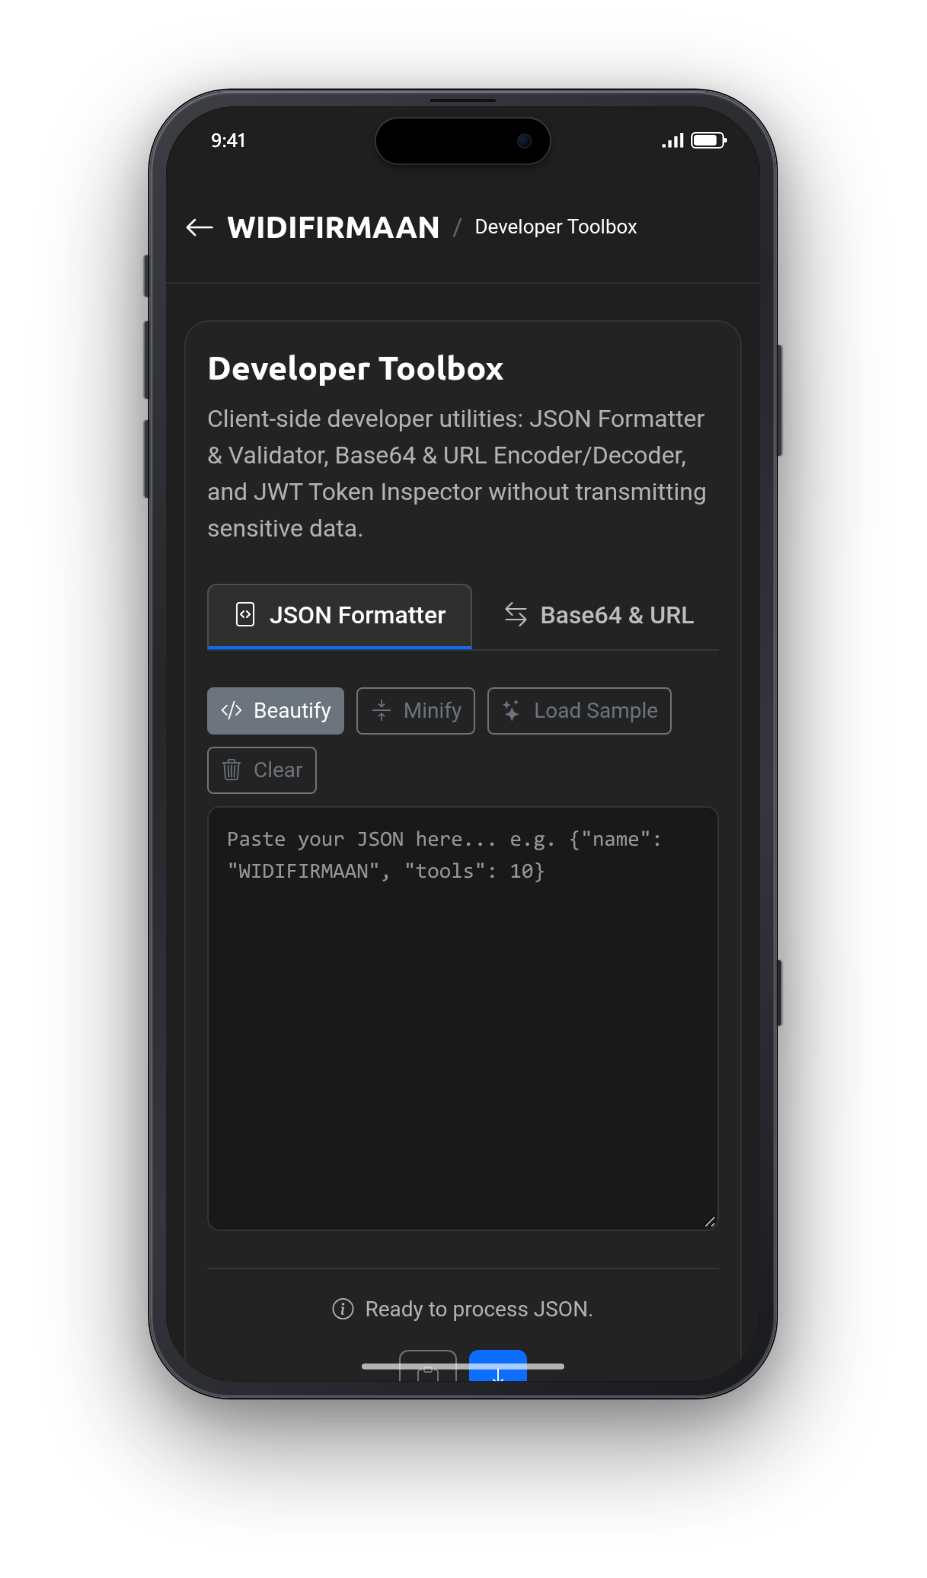 9:41
WIDIFIRMAAN / Developer Toolbox
Developer Toolbox
Client-side developer utilities: JSON Formatter
& Validator, Base64 & URL Encoder/Decoder,
and JWT Token Inspector without transmitting
sensitive data.
JSON Formatter Base64 & URL
Beautify Minify Load Sample
Clear
Paste your JSON here... e.g. {"name":
"WIDIFIRMAAN", "tools": 10}
Ready to process JSON.